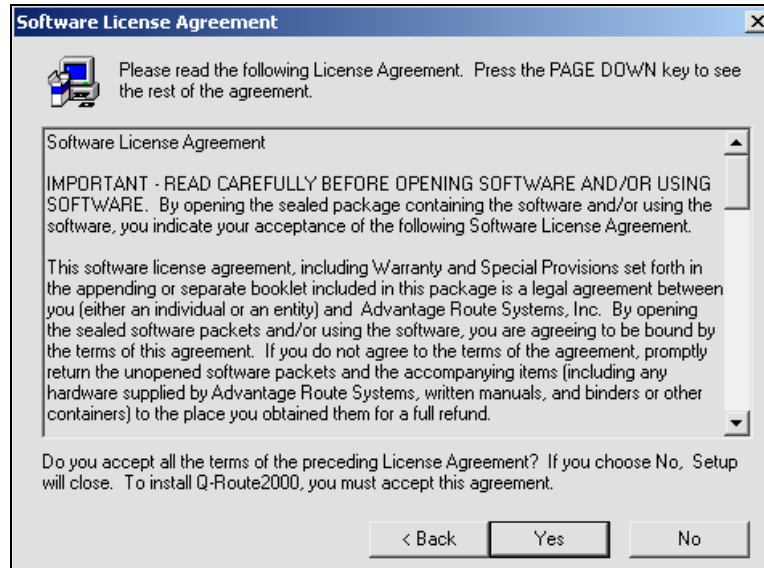 Software License Agreement
Please read the following License Agreement. Press the PAGE DOWN key to see
the rest of the agreement.
Software License Agreement
IMPORTANT - READ CAREFULLY BEFORE OPENING SOFTWARE AND/OR USING
SOFTWARE. By opening the sealed package containing the software and/or using the
software, you indicate your acceptance of the following Software License Agreement.
This software license agreement, including Warranty and Special Provisions set forth in
the appending or separate booklet included in this package is a legal agreement between
you (either an individual or an entity) and Advantage Route Systems, Inc. By opening
the sealed software packets and/or using the software, you are agreeing to be bound by
the terms of this agreement. If you do not agree to the terms of the agreement, promptly
return the unopened software packets and the accompanying items (including any
hardware supplied by Advantage Route Systems, written manuals, and binders or other
containers) to the place you obtained them for a full refund.
Do you accept all the terms of the preceding License Agreement? If you choose No, Setup
will close. To install Q-Route2000, you must accept this agreement.
< Back Yes No